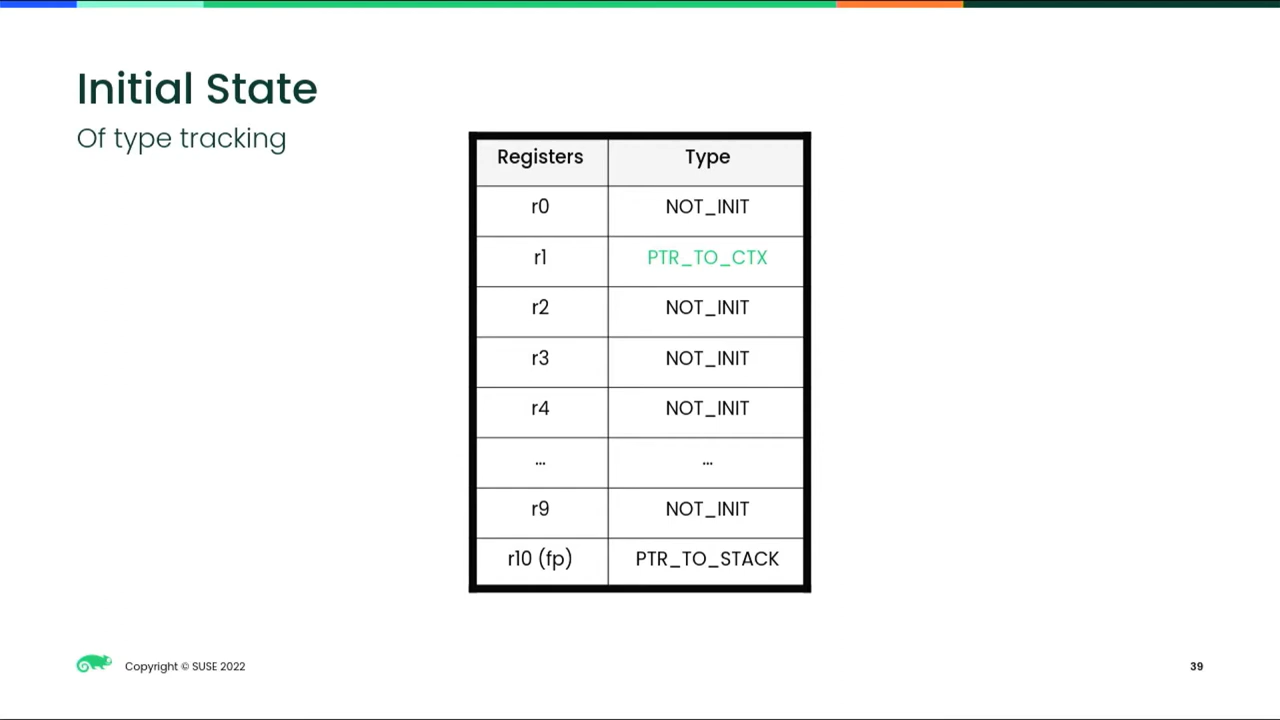 Initial State
Of type tracking
Registers Type
r0 NOT_INIT
r1 PTR_TO_CTX
r2 NOT_INIT
r3 NOT_INIT
r4 NOT_INIT
... ...
r9 NOT_INIT
r10 (fp) PTR_TO_STACK
Copyright © SUSE 2022 39